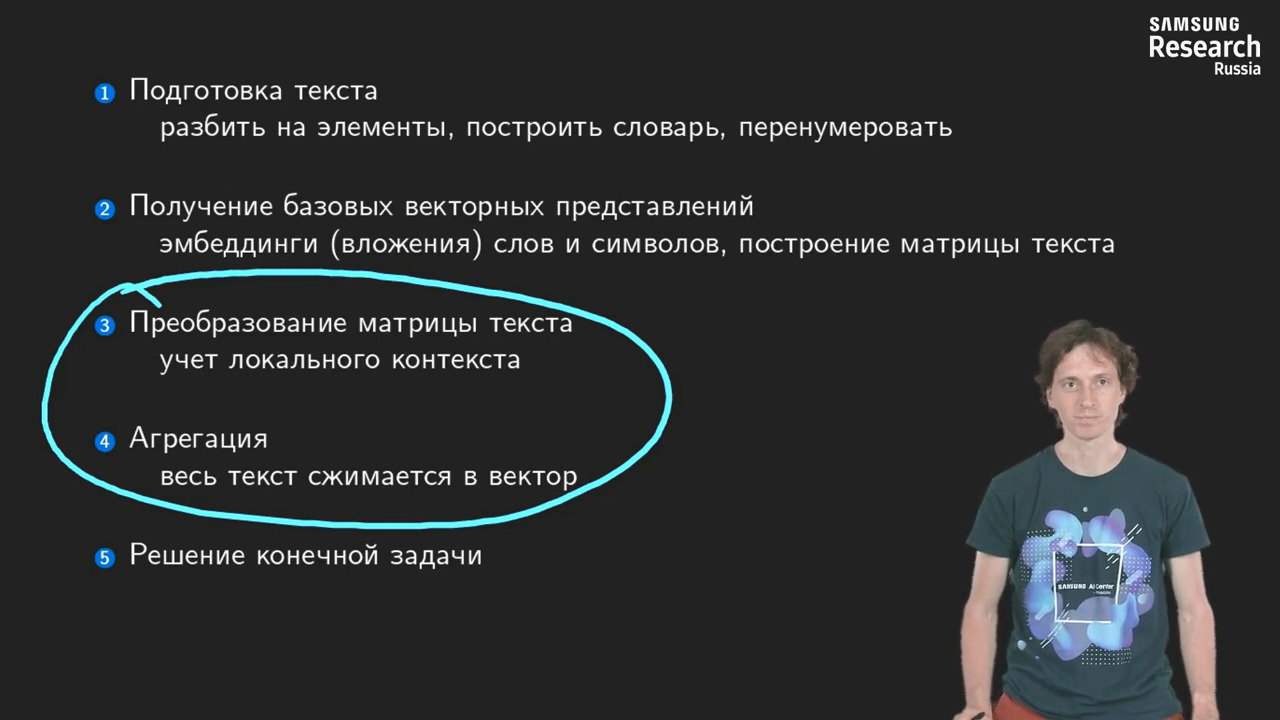 SAMSUNG
Research
Russia
1 Подготовка текста
разбить на элементы, построить словарь, перенумеровать
2 Получение базовых векторных представлений
эмбеддинги (вложения) слов и символов, построение матрицы текста
3 Преобразование матрицы текста
учет локального контекста
4 Агрегация
весь текст сжимается в вектор
5 Решение конечной задачи
SAMSUNG AI Center